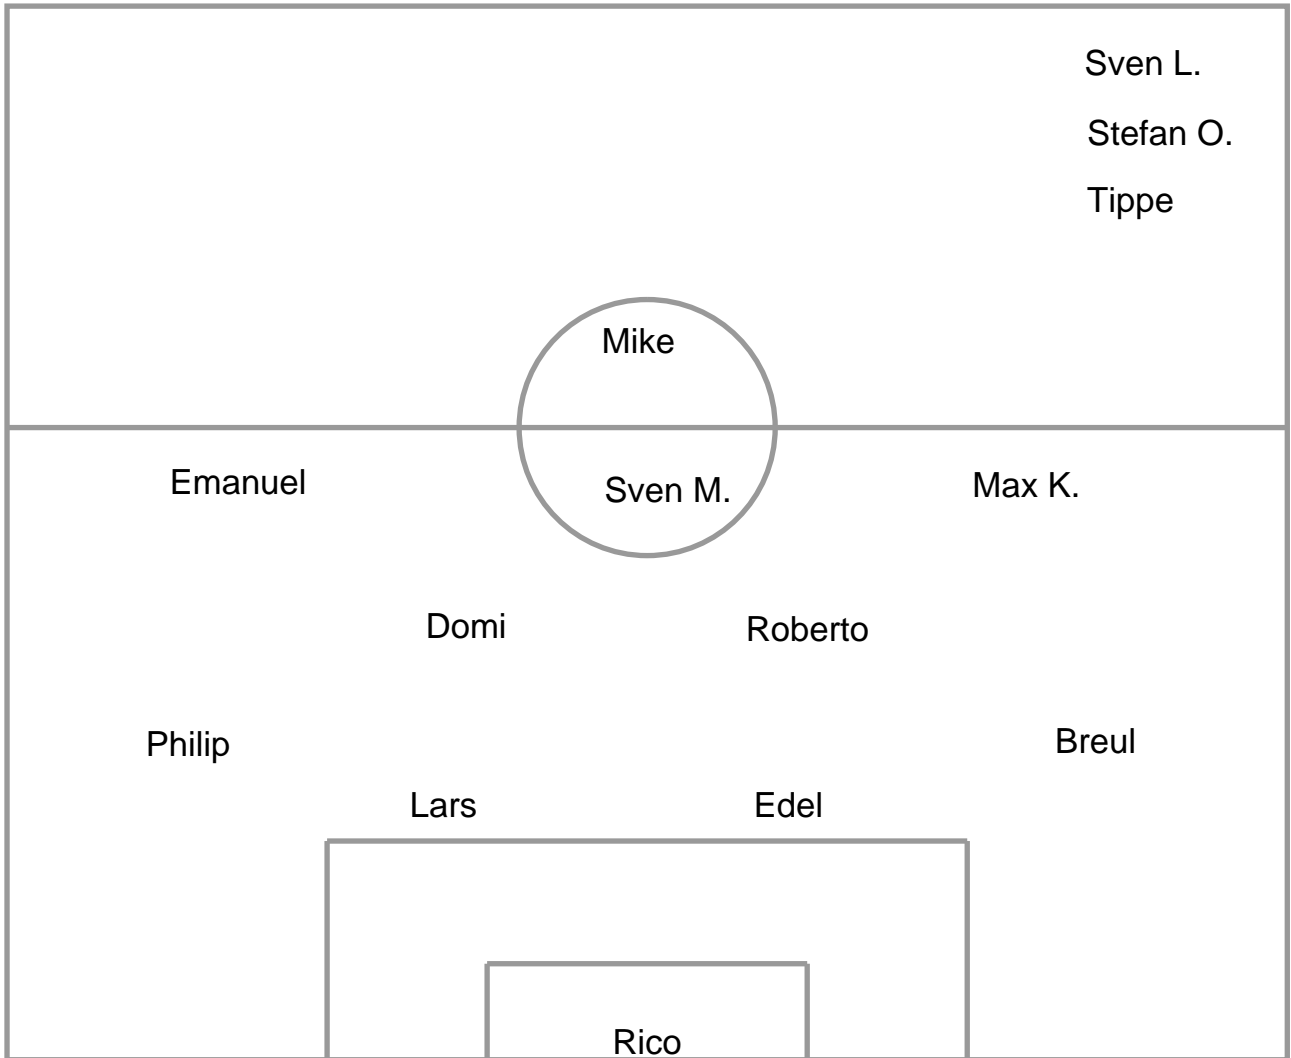 Sven L.
Stefan O.
Tippe
Mike
Emanuel
Sven M.
Max K.
Domi
Roberto
Philip
Breul
Lars
Edel
Rico